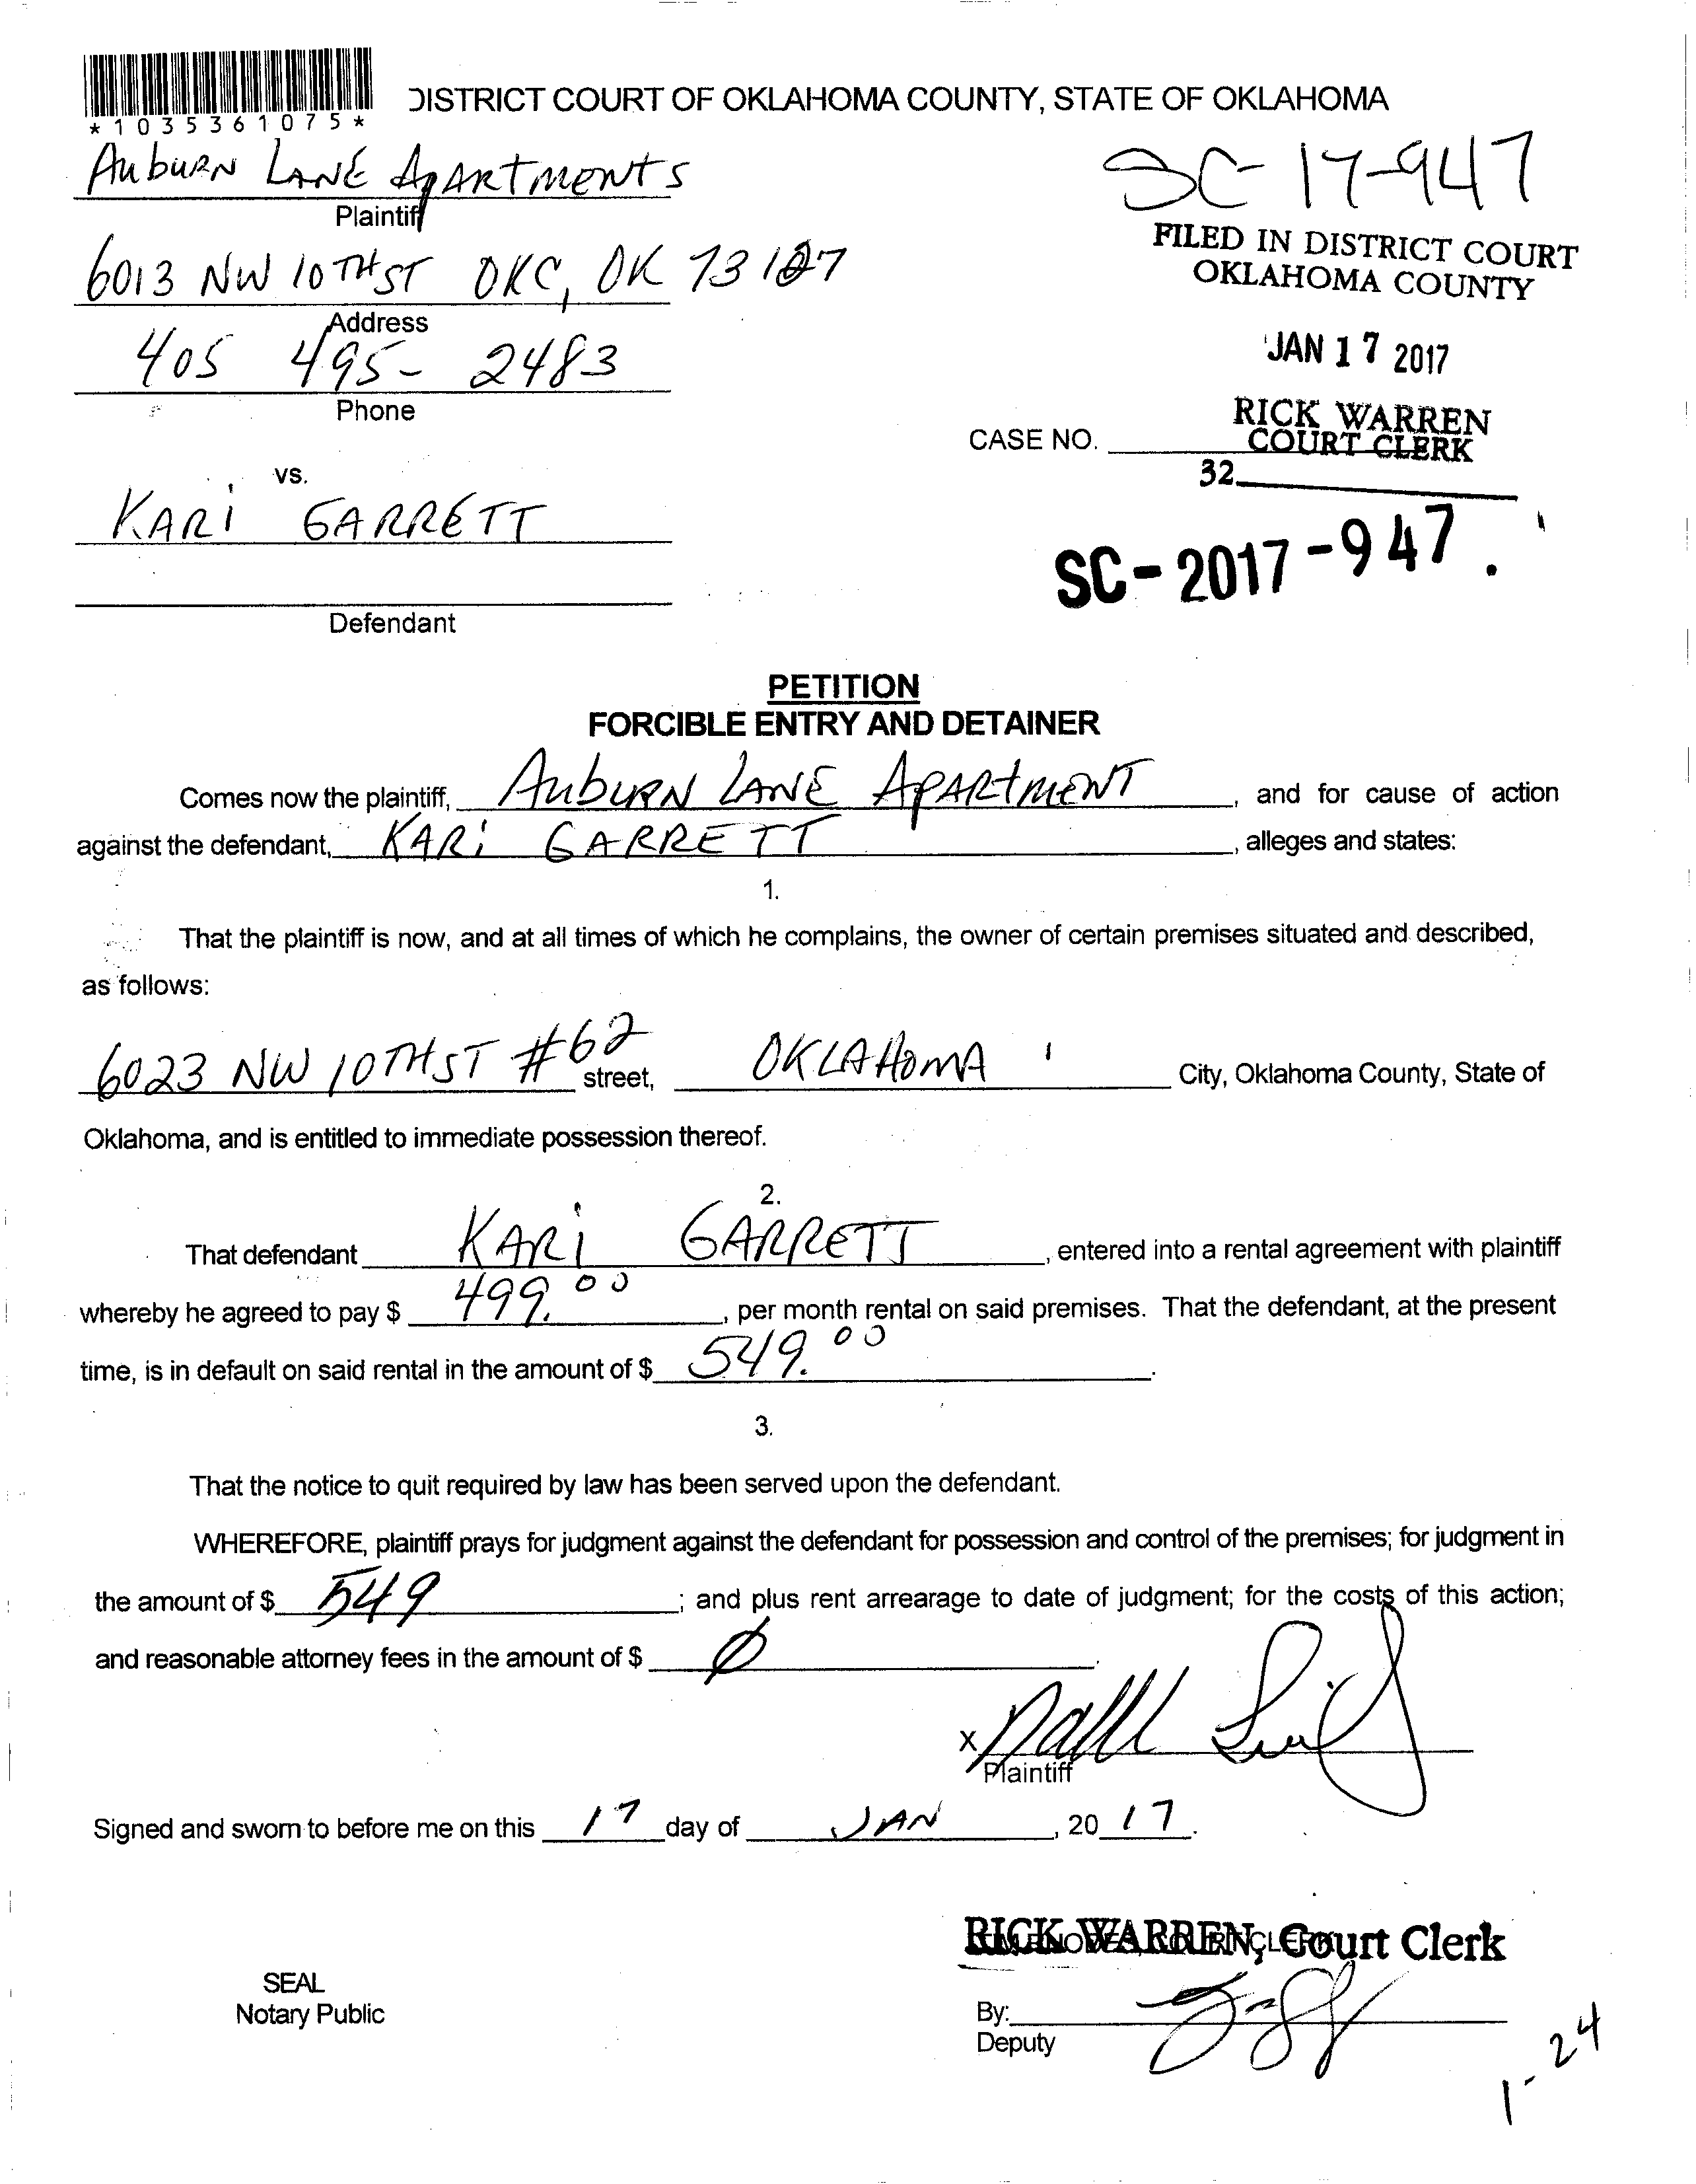 *1035361075*
DISTRICT COURT OF OKLAHOMA COUNTY, STATE OF OKLAHOMA
AuburN LANE ApARTMENTS
Plaintiff
SC-17-947
6013 NW 10TH ST OKC, OK 73127
Address
FILED IN DISTRICT COURT
OKLAHOMA COUNTY
405 495- 2483
Phone
JAN 17 2017
RICK WARREN
COURT CLERK
CASE NO.
32
vs.
KARi GARRETT
SC-2017-947.
Defendant
PETITION
FORCIBLE ENTRY AND DETAINER
Comes now the plaintiff, AubuRN LANE APARtMENT, and for cause of action
against the defendant, KARi GARRETT, alleges and states:
1.
That the plaintiff is now, and at all times of which he complains, the owner of certain premises situated and described,
as follows:
6023 NW 10TH ST #62 street, OKLAHOMA City, Oklahoma County, State of
Oklahoma, and is entitled to immediate possession thereof.
2.
That defendant KARi GARRETT, entered into a rental agreement with plaintiff
whereby he agreed to pay $ 499.00, per month rental on said premises. That the defendant, at the present
time, is in default on said rental in the amount of $ 549.00.
3.
That the notice to quit required by law has been served upon the defendant.
WHEREFORE, plaintiff prays for judgment against the defendant for possession and control of the premises; for judgment in
the amount of $ 549; and plus rent arrearage to date of judgment; for the costs of this action;
and reasonable attorney fees in the amount of $ Ø.
X
Plaintiff
Signed and sworn to before me on this 17 day of JAN, 20 17.
RICK WARREN, Court Clerk
SEAL
Notary Public
By:
Deputy
1-24